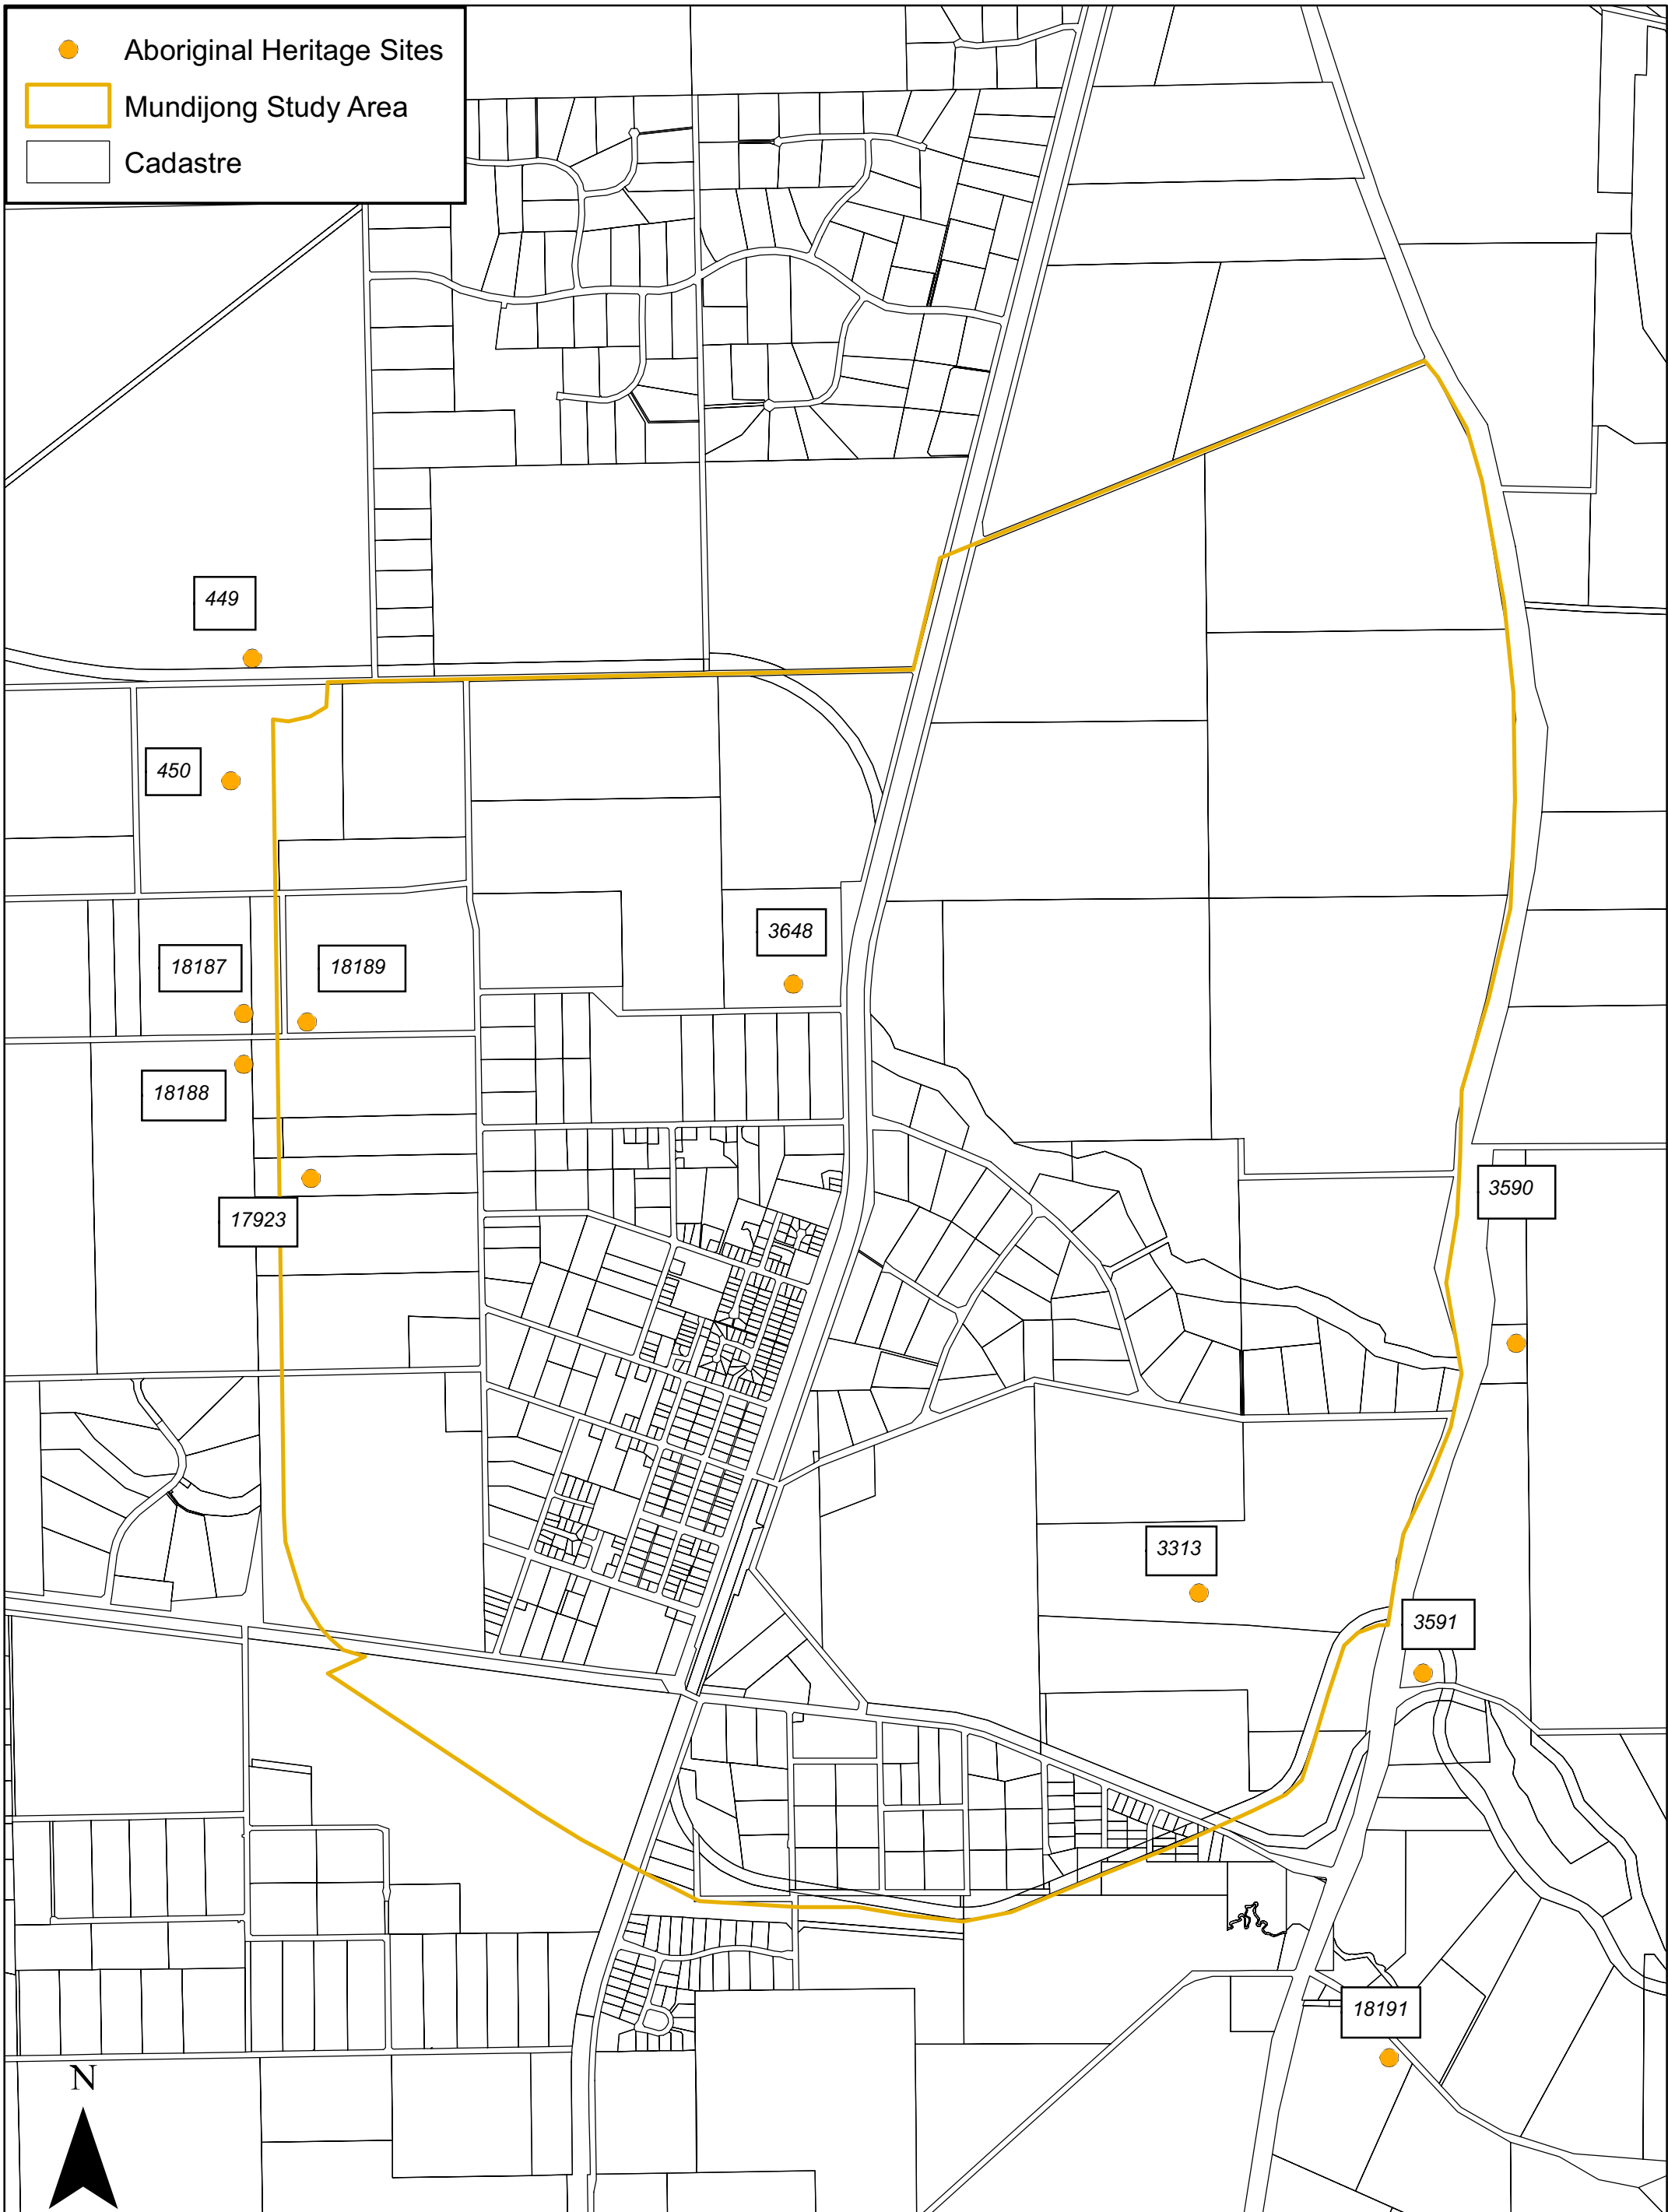 Aboriginal Heritage Sites
Mundijong Study Area
Cadastre
449
450
3648
18187
18189
18188
17923
3590
3313
3591
18191
N